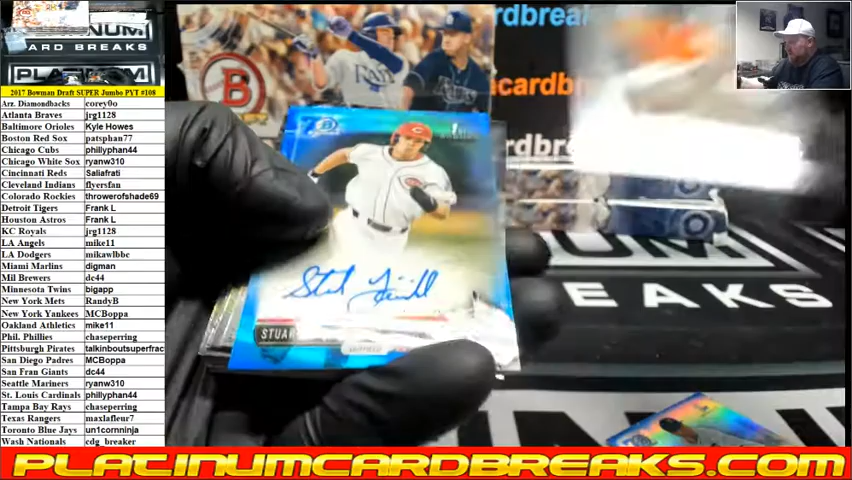 PLATINUM
CARD BREAKS
2017 Bowman Draft SUPER Jumbo PYT #108
Arz. Diamondbacks corey0o
Atlanta Braves jrg1128
Baltimore Orioles Kyle Howes
Boston Red Sox patsphan77
Chicago Cubs phillyphan44
Chicago White Sox ryanw310
Cincinnati Reds Saliafrati
Cleveland Indians flyersfan
Colorado Rockies throwerofshade69
Detroit Tigers Frank L
Houston Astros Frank L
KC Royals jrg1128
LA Angels mike11
LA Dodgers mikawlbbc
Miami Marlins digman
Mil Brewers dc44
Minnesota Twins bigapp
New York Mets RandyB
New York Yankees MCBoppa
Oakland Athletics mike11
Phil. Phillies chaseperring
Pittsburgh Pirates talkinboutsuperfrac
San Diego Padres MCBoppa
San Fran Giants dc44
Seattle Mariners ryanw310
St. Louis Cardinals phillyphan44
Tampa Bay Rays chaseperring
Texas Rangers maxlafleur7
Toronto Blue Jays un1cornninja
Wash Nationals cdg_breaker
RAYS
rdbrea
cardb
STUAR
BREAKS
PLATINUMCARDBREAKS.COM